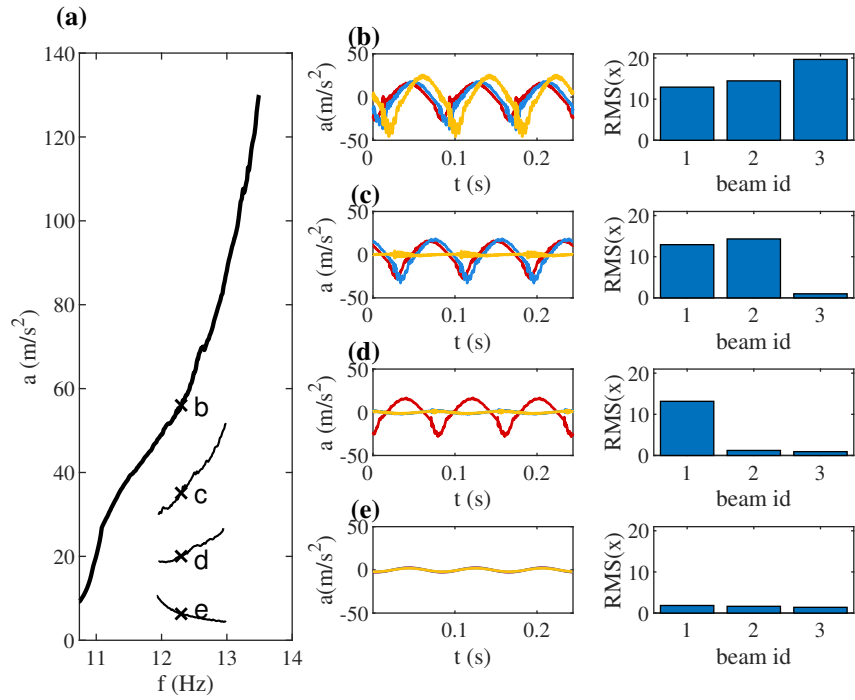 (a)
a (m/s²)
140
120
100
80
60
40
20
0
b
c
d
e
11 12 13 14
f (Hz)
(b)
a(m/s²)
50
0
-50
0 0.1 0.2
t (s)
RMS(x)
20
10
0
1 2 3
beam id
(c)
a (m/s²)
50
0
-50
0.1 0.2
t (s)
RMS(x)
20
10
0
1 2 3
beam id
(d)
a (m/s²)
50
0
-50
0.1 0.2
t (s)
RMS(x)
20
10
0
1 2 3
beam id
(e)
a(m/s²)
50
0
-50
0.1 0.2
t (s)
RMS(x)
20
10
0
1 2 3
beam id